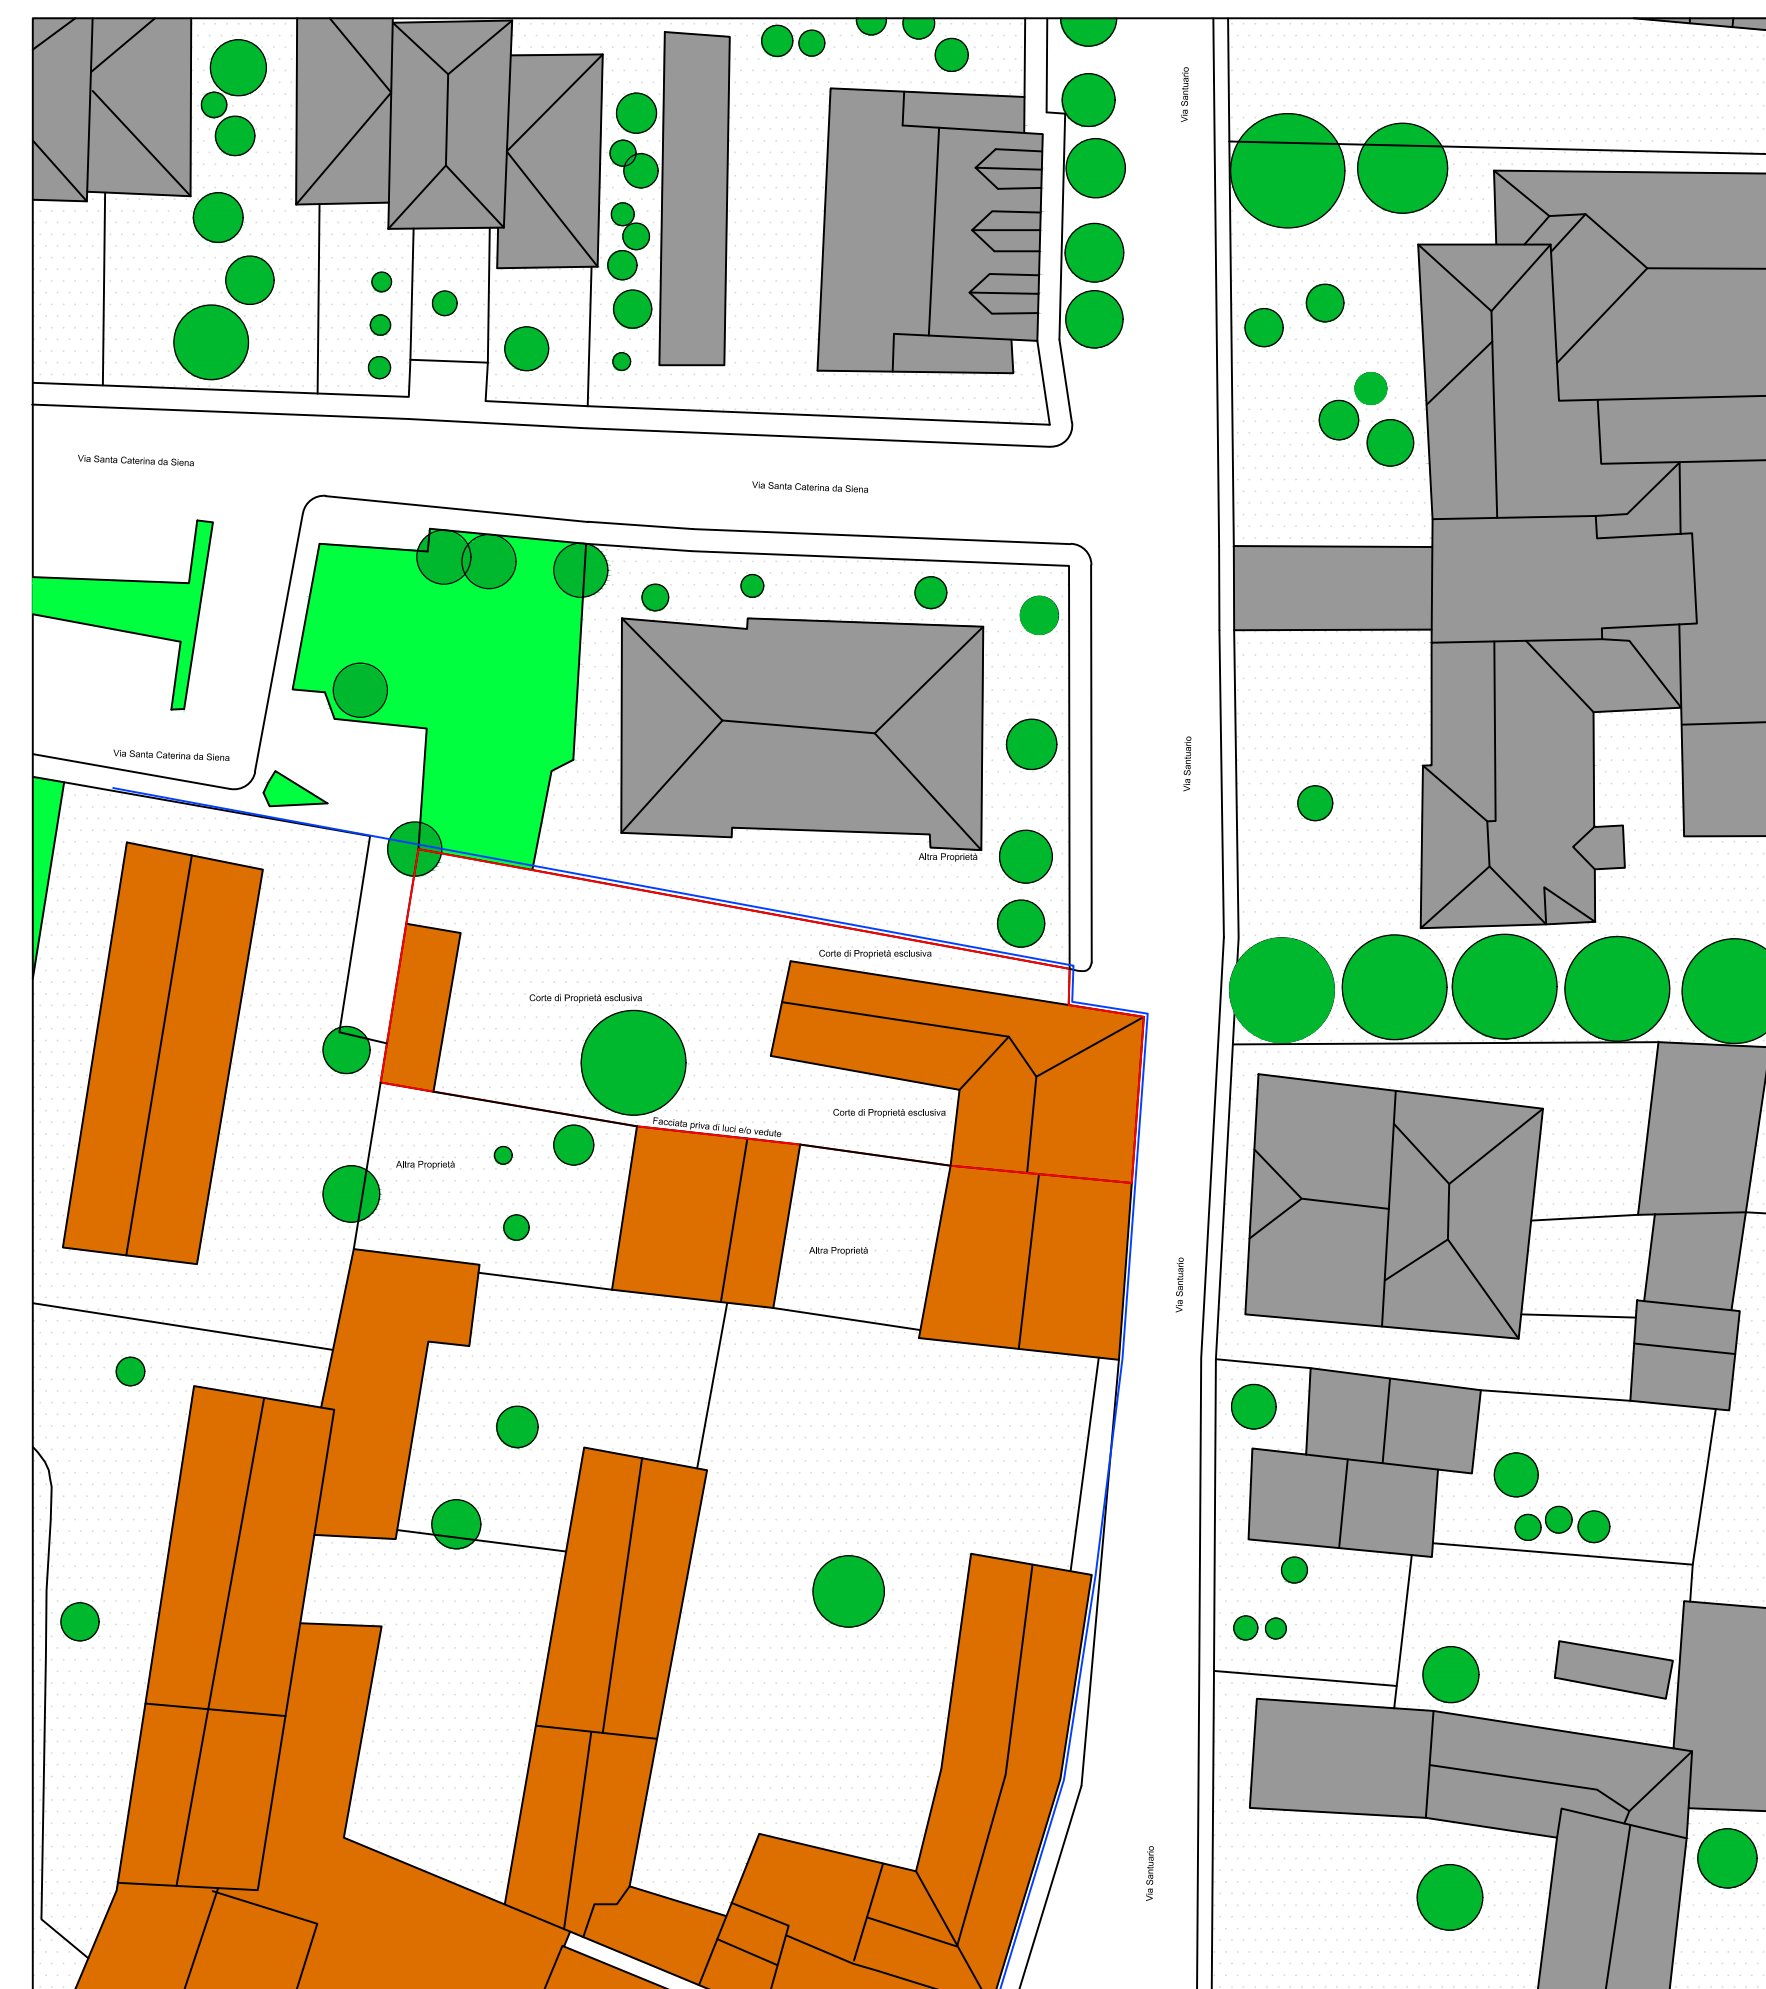 Via Santuario
Via Santa Caterina da Siena
Via Santa Caterina da Siena
Via Santa Caterina da Siena
Via Santuario
Altra Proprietà
Corte di Proprietà esclusiva
Corte di Proprietà esclusiva
Corte di Proprietà esclusiva
Facciata priva di luci e/o vedute
Altra Proprietà
Altra Proprietà
Via Santuario
Via Santuario